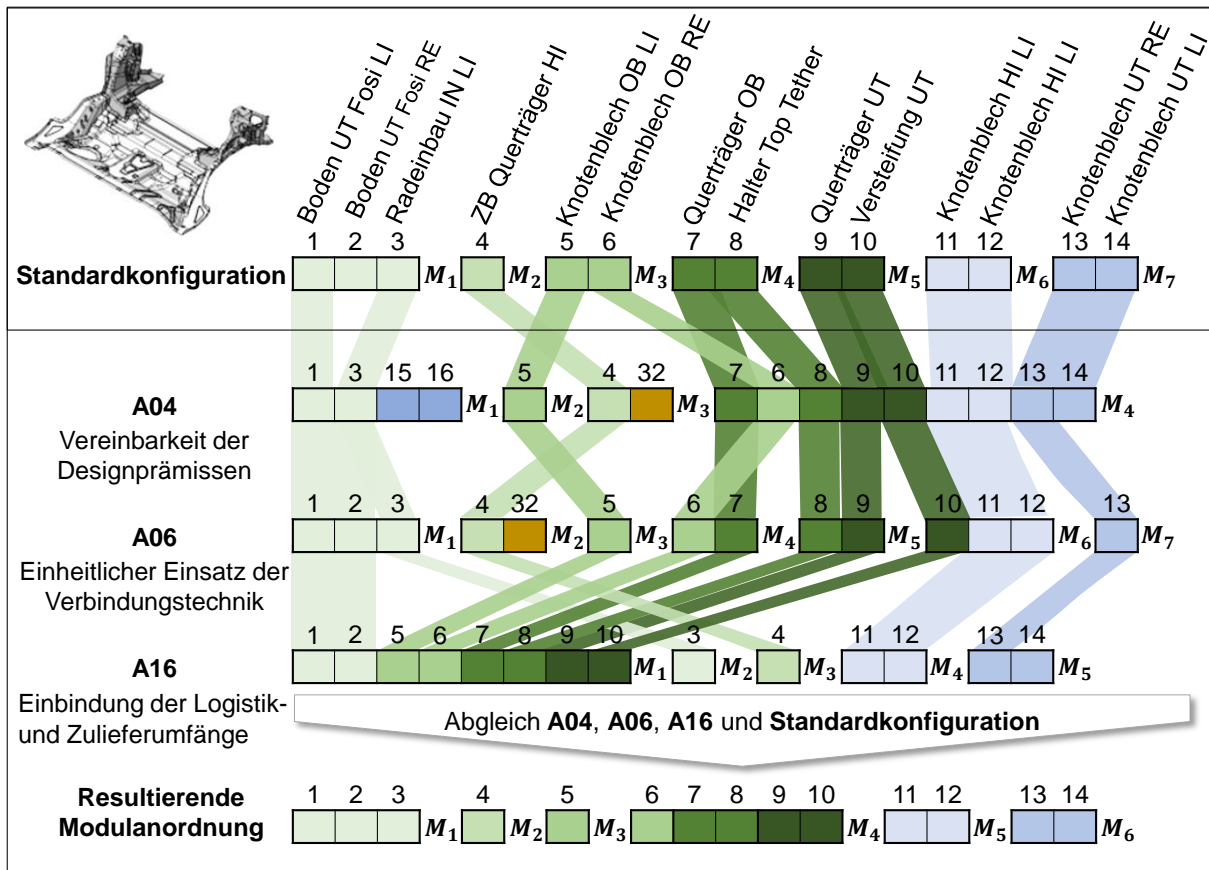 Boden UT Fosi LI
Boden UT Fosi RE
Radeinbau IN LI
ZB Querträger HI
Knotenblech OB LI
Knotenblech OB RE
Querträger OB
Halter Top Tether
Querträger UT
Versteifung UT
Knotenblech HI LI
Knotenblech HI LI
Knotenblech UT RE
Knotenblech UT LI
1 2 3 4 5 6 7 8 9 10 11 12 13 14
Standardkonfiguration M₁ M₂ M₃ M₄ M₅ M₆ M₇
1 3 15 16 5 4 32 7 6 8 9 10 11 12 13 14
A04 M₁ M₂ M₃ M₄
Vereinbarkeit der
Designprämissen
1 2 3 4 32 5 6 7 8 9 10 11 12 13
A06 M₁ M₂ M₃ M₄ M₅ M₆ M₇
Einheitlicher Einsatz der
Verbindungstechnik
1 2 5 6 7 8 9 10 3 4 11 12 13 14
A16 M₁ M₂ M₃ M₄ M₅
Einbindung der Logistik-
und Zulieferumfänge
Abgleich A04, A06, A16 und Standardkonfiguration
1 2 3 4 5 6 7 8 9 10 11 12 13 14
Resultierende
Modulanordnung M₁ M₂ M₃ M₄ M₅ M₆